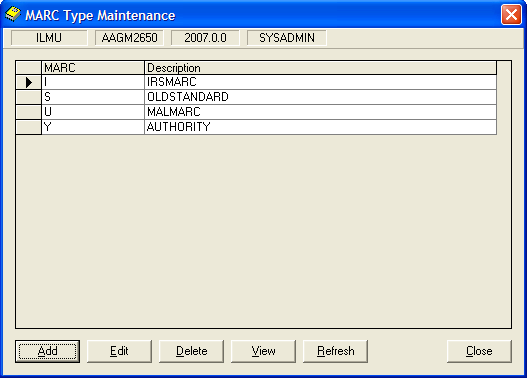 MARC Type Maintenance
ILMU AAGM2650 2007.0.0 SYSADMIN
MARC Description
I IRSMARC
S OLDSTANDARD
U MALMARC
Y AUTHORITY
Add Edit Delete View Refresh Close